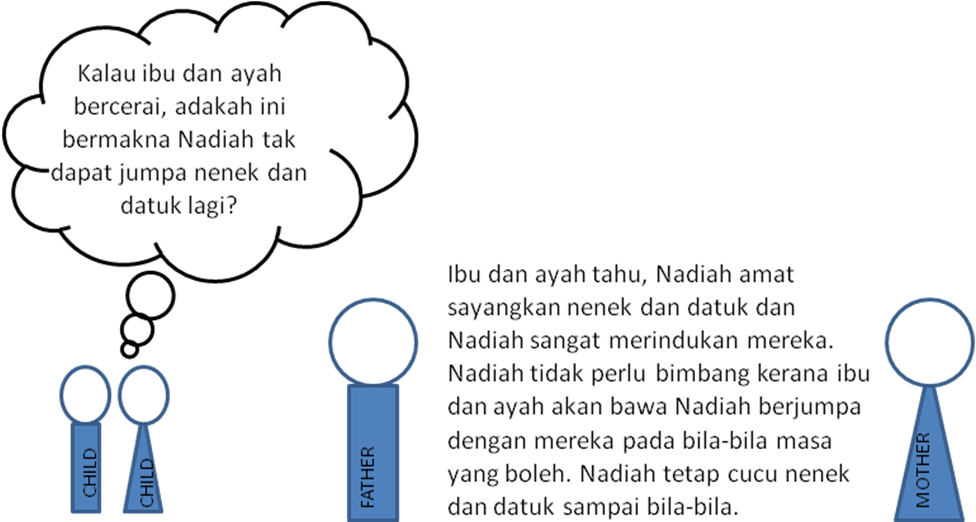 Kalau ibu dan ayah
bercerai, adakah ini
bermakna Nadiah tak
dapat jumpa nenek dan
datuk lagi?
Ibu dan ayah tahu, Nadiah amat
sayangkan nenek dan datuk dan
Nadiah sangat merindukan mereka.
Nadiah tidak perlu bimbang kerana ibu
dan ayah akan bawa Nadiah berjumpa
dengan mereka pada bila-bila masa
yang boleh. Nadiah tetap cucu nenek
dan datuk sampai bila-bila.
CHILD
CHILD
FATHER
MOTHER